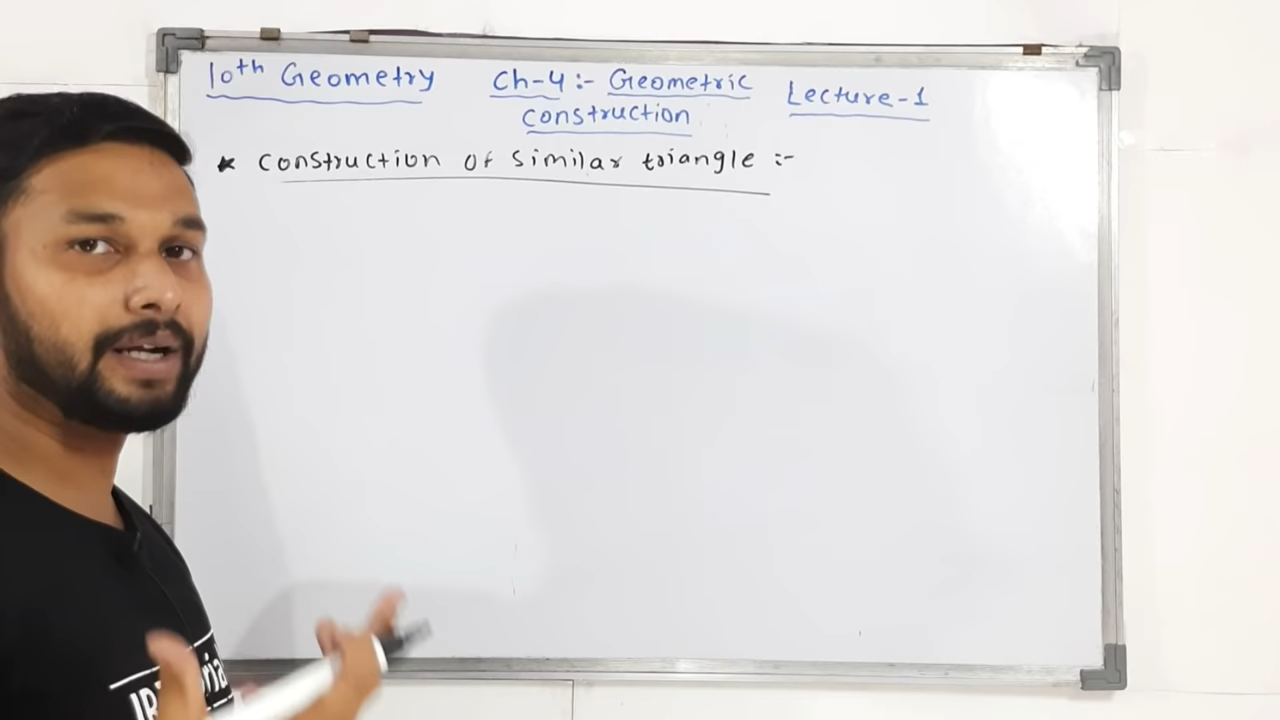 10th Geometry Ch-4:- Geometric Lecture-1
construction
* construction of similar triangle :-